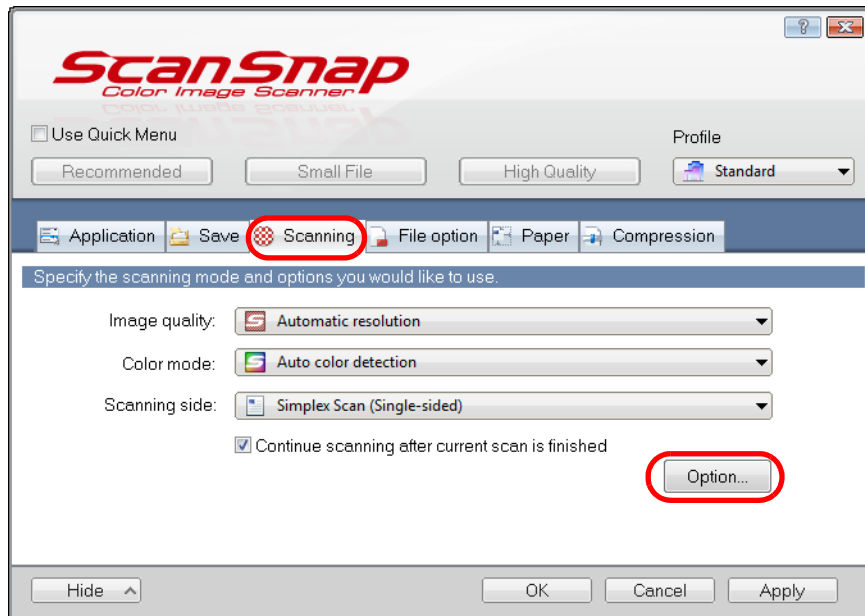 ScanSnap
Color Image Scanner
Use Quick Menu
Profile
Recommended Small File High Quality Standard
Application Save Scanning File option Paper Compression
Specify the scanning mode and options you would like to use.
Image quality: Automatic resolution
Color mode: Auto color detection
Scanning side: Simplex Scan (Single-sided)
Continue scanning after current scan is finished
Option...
Hide OK Cancel Apply